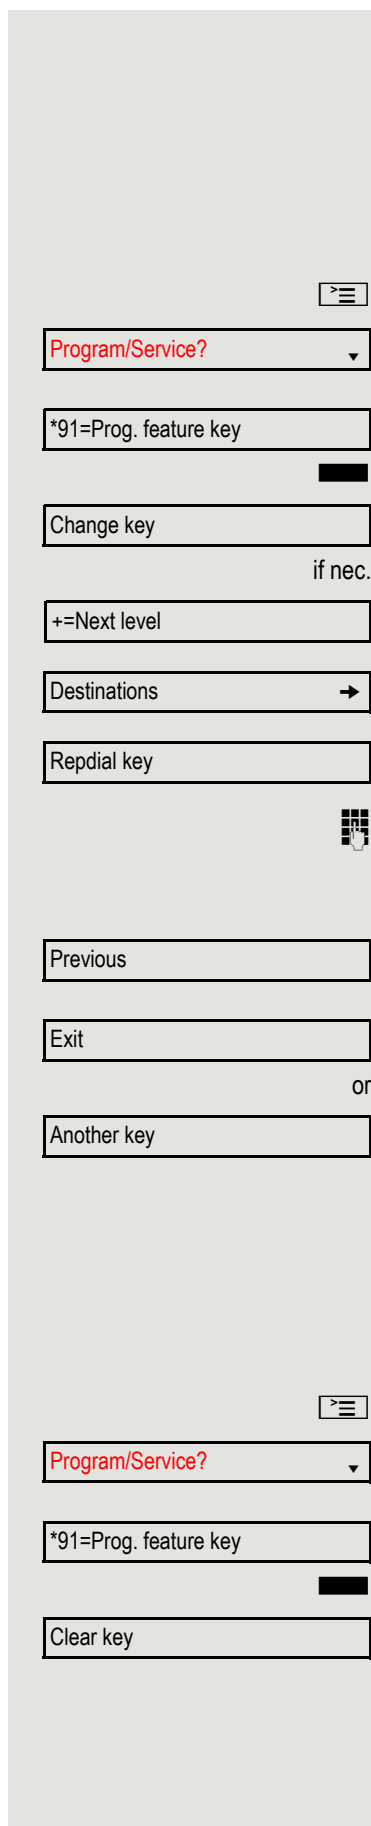 Program/Service?
*91=Prog. feature key
Change key
if nec.
+=Next level
Destinations
Repdial key
Previous
Exit
or
Another key
Program/Service?
*91=Prog. feature key
Clear key